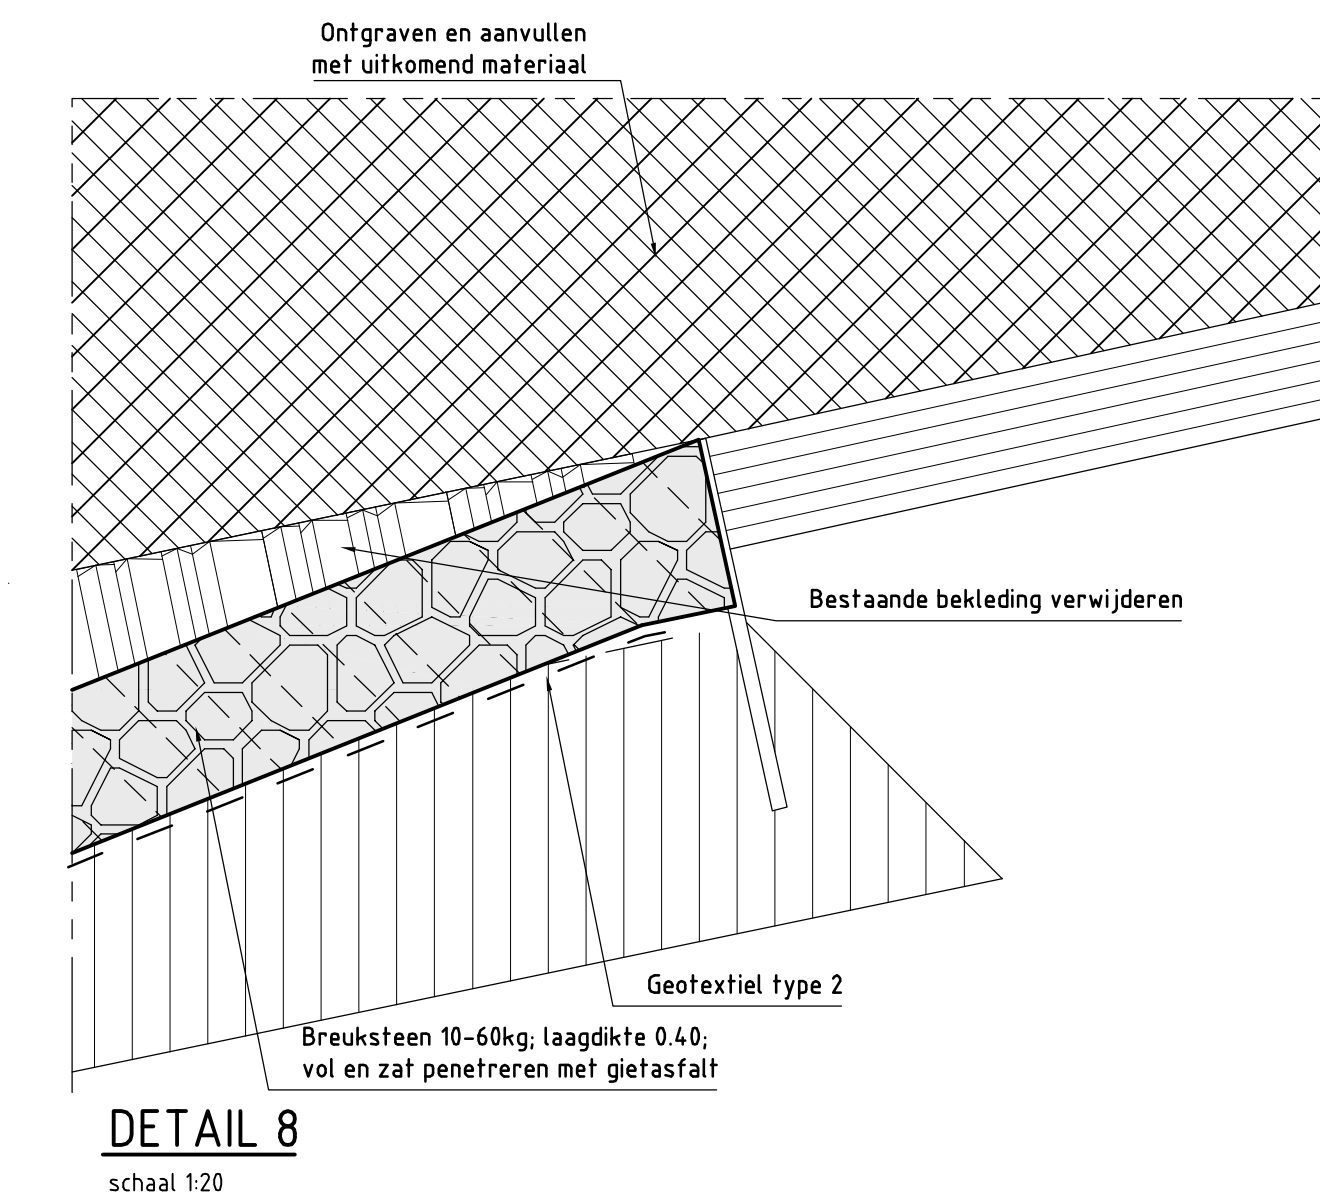 Ontgraven en aanvullen
met uitkomend materiaal
Bestaande bekleding verwijderen
Geotextiel type 2
Breuksteen 10-60kg; laagdikte 0.40;
vol en zat penetreren met gietasfalt
DETAIL 8
schaal 1:20